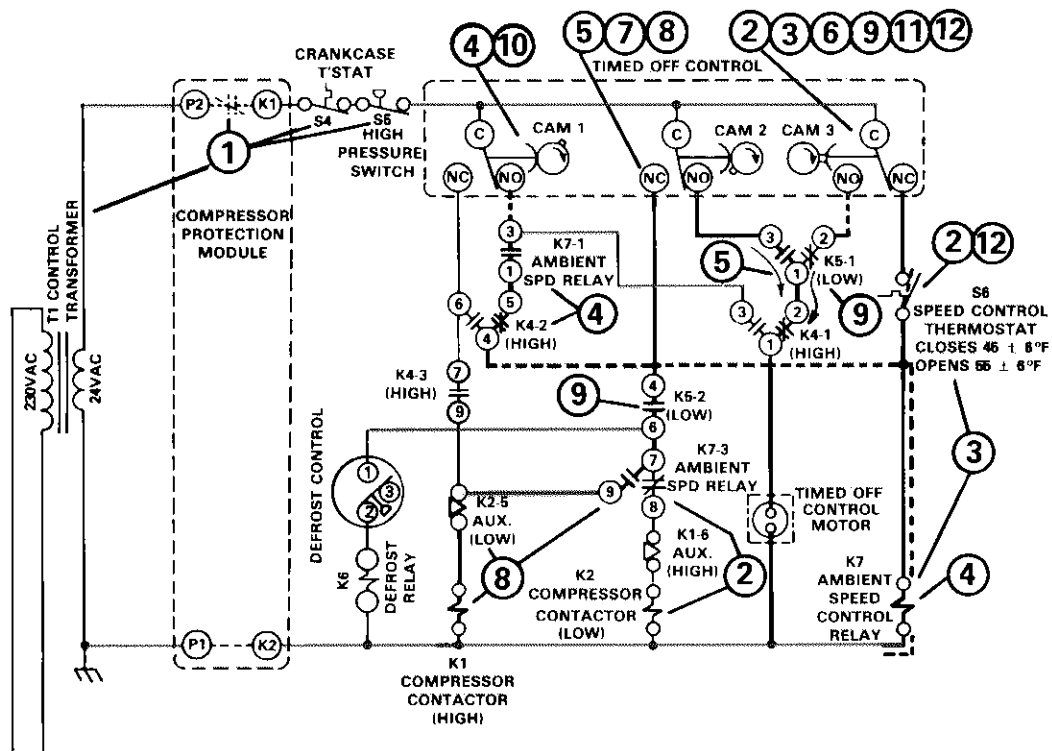 4 10
5 7 8
2 3 6 9 11 12
CRANKCASE
T'STAT
TIMED OFF CONTROL
P2
K1
S4
S5
HIGH
PRESSURE
SWITCH
C
CAM 1
C
CAM 2
CAM 3
C
NC
NO
NC
NO
NO
NC
1
COMPRESSOR
PROTECTION
MODULE
T1 CONTROL
TRANSFORMER
230VAC
24VAC
3
K7-1
AMBIENT
SPD RELAY
1
5
4
6
4
K4-2
(HIGH)
3
2
K5-1
(LOW)
1
5
9
2
3
K4-1
(HIGH)
1
2 12
S6
SPEED CONTROL
THERMOSTAT
CLOSES 45 ± 6°F
OPENS 55 ± 6°F
3
K4-3
(HIGH)
7
9
4
K5-2
(LOW)
9
6
7
K7-3
AMBIENT
SPD RELAY
9
8
DEFROST CONTROL
1
3
2
K2-5
AUX.
(LOW)
8
K1-6
AUX.
(HIGH)
2
TIMED OFF
CONTROL
MOTOR
K6
DEFROST
RELAY
K2
COMPRESSOR
CONTACTOR
(LOW)
K7
AMBIENT
SPEED
CONTROL
RELAY
4
P1
K2
K1
COMPRESSOR
CONTACTOR
(HIGH)